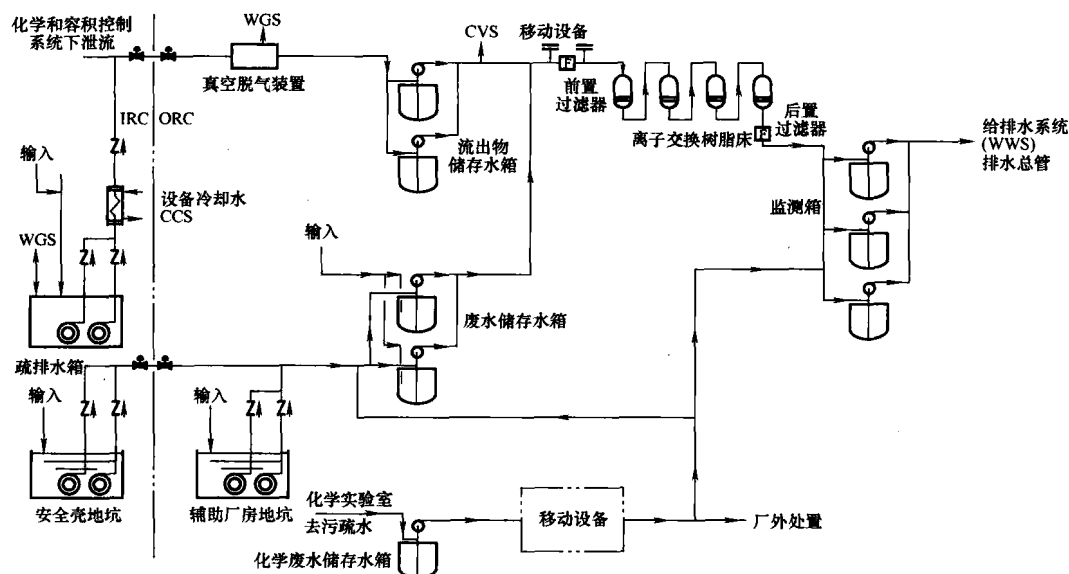 化学和容积控制
系统下泄流
WGS
真空脱气装置
CVS
移动设备
F
前置
过滤器
离子交换树脂床
后置
过滤器
F
给排水系统
(WWS)
排水总管
IRC
ORC
输入
设备冷却水
CCS
WGS
流出物
储存水箱
监测箱
输入
废水储存水箱
疏排水箱
输入
输入
安全壳地坑
辅助厂房地坑
化学实验室
去污疏水
移动设备
厂外处置
化学废水储存水箱